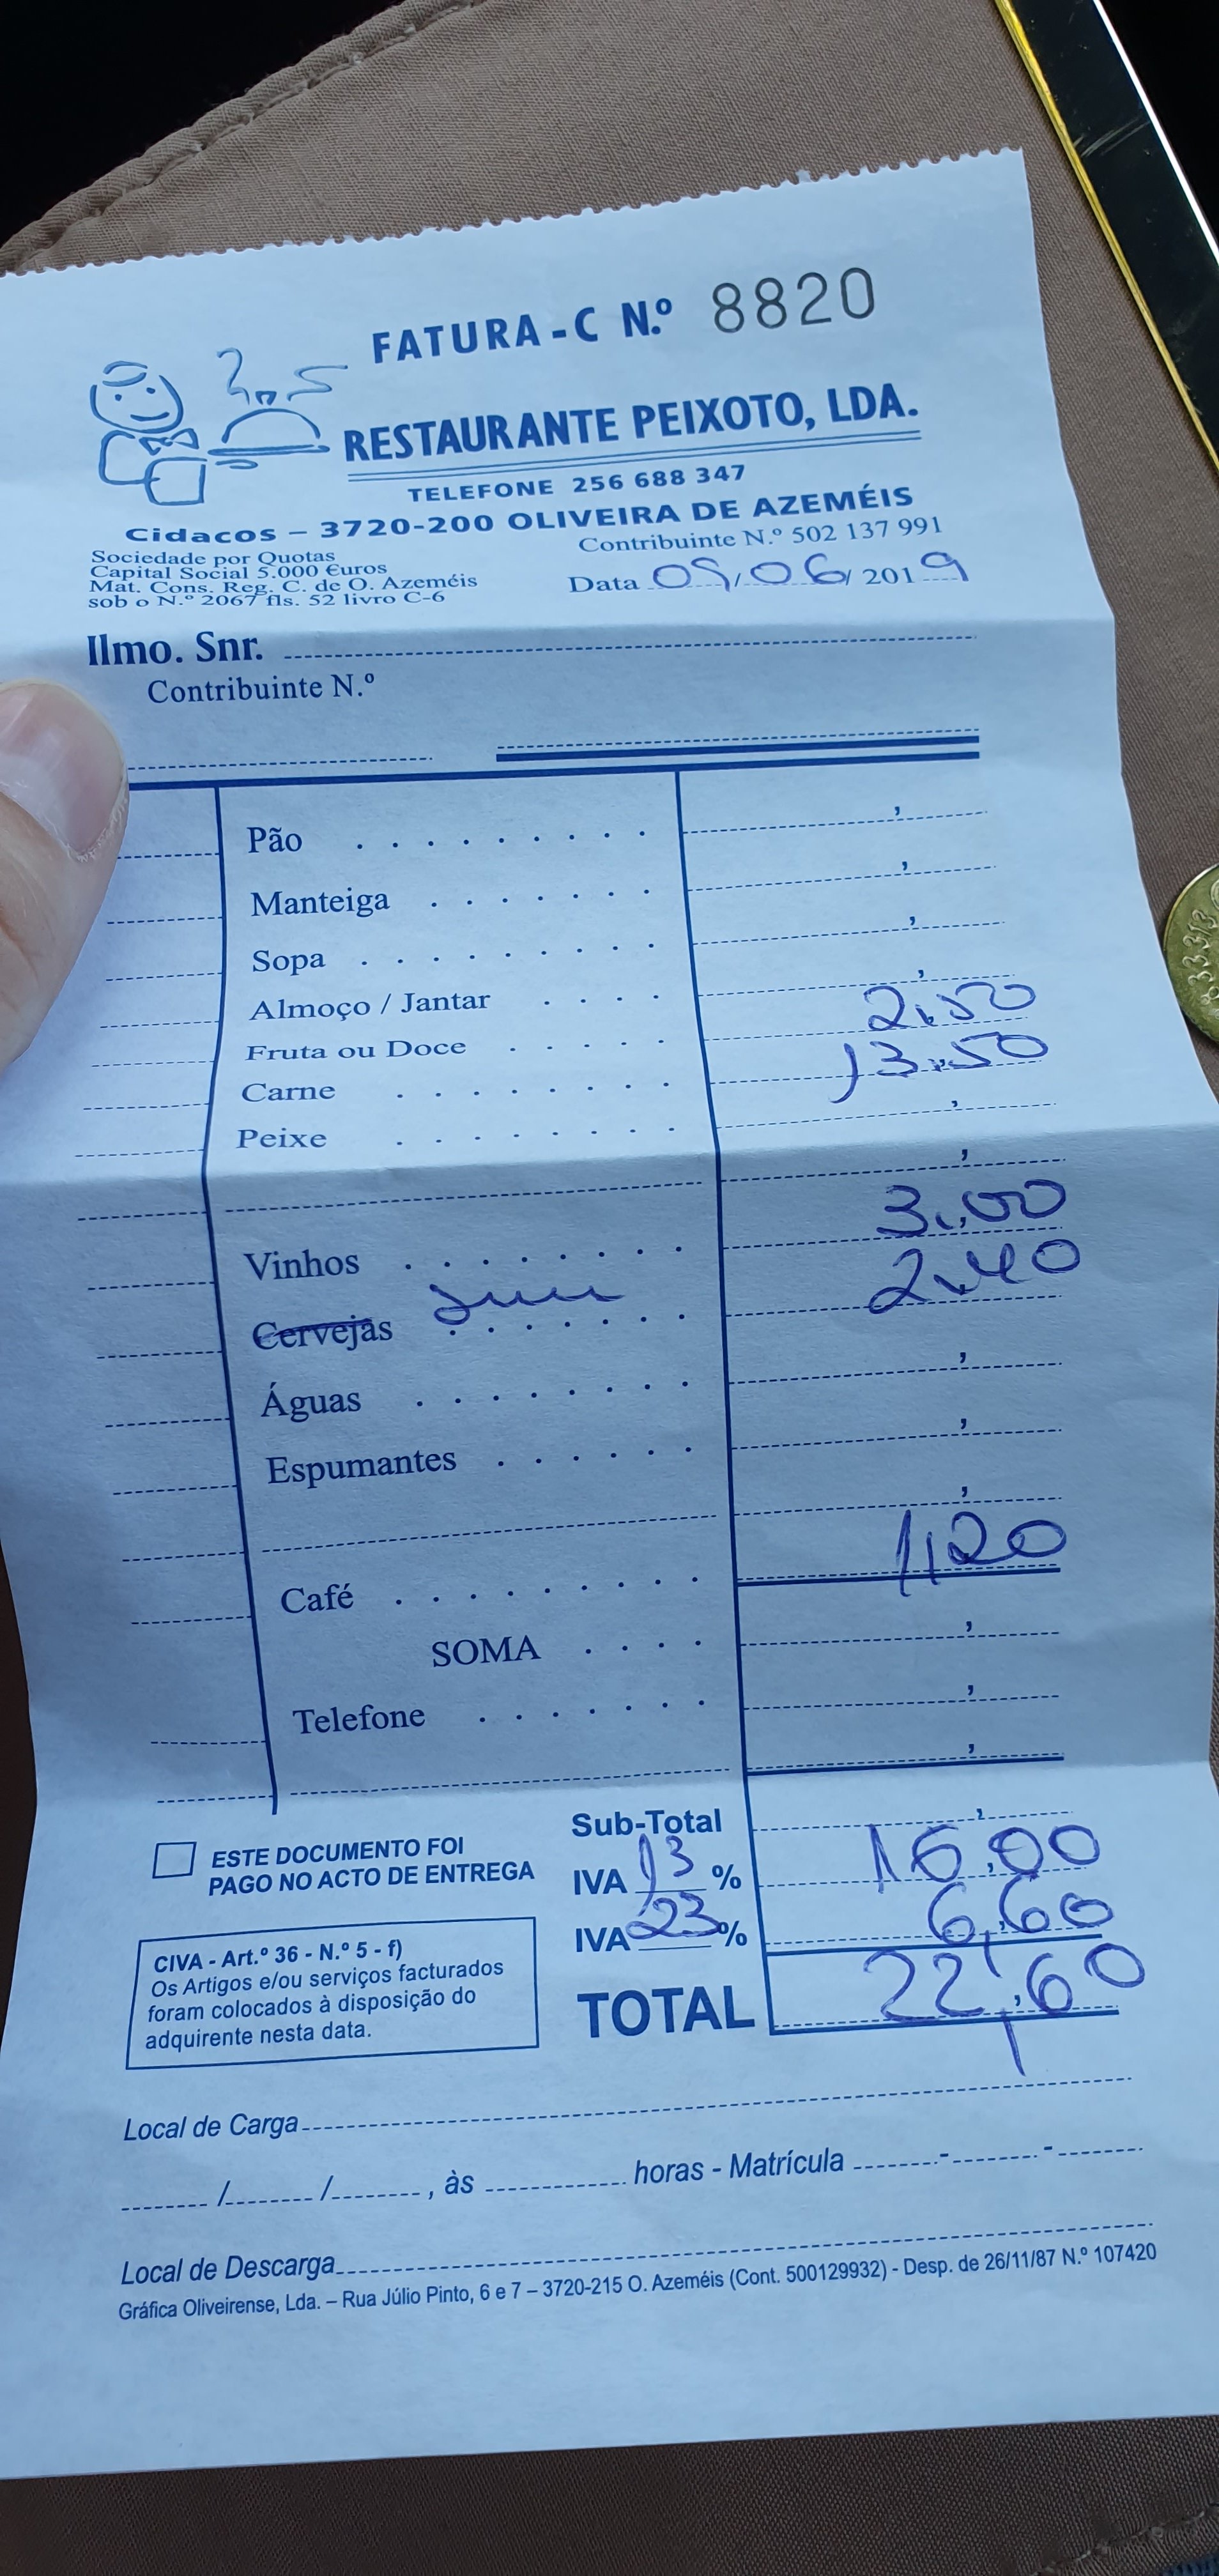 FATURA - C N.º 8820
RESTAURANTE PEIXOTO, LDA.
TELEFONE 256 688 347
Cidacos – 3720-200 OLIVEIRA DE AZEMÉIS
Contribuinte N.º 502 137 991
Sociedade por Quotas
Capital Social 5.000 €uros
Mat. Cons. Reg. C. de O. Azeméis
sob o N.º 2067 fls. 52 livro C-6
Data 09/06/2019
Ilmo. Snr.
Contribuinte N.º
Pão
Manteiga
Sopa
Almoço / Jantar
Fruta ou Doce 2,50
Carne 13,50
Peixe
Vinhos 3,00
Cervejas 2,40
Águas
Espumantes
Café 1,20
SOMA
Telefone
Sub-Total
IVA 13 % 16,00
IVA 23 % 6,60
TOTAL 22,60
ESTE DOCUMENTO FOI
PAGO NO ACTO DE ENTREGA
CIVA - Art.º 36 - N.º 5 - f)
Os Artigos e/ou serviços facturados
foram colocados à disposição do
adquirente nesta data.
Local de Carga
/ / , às horas - Matrícula - -
Local de Descarga
Gráfica Oliveirense, Lda. – Rua Júlio Pinto, 6 e 7 – 3720-215 O. Azeméis (Cont. 500129932) - Desp. de 26/11/87 N.º 107420